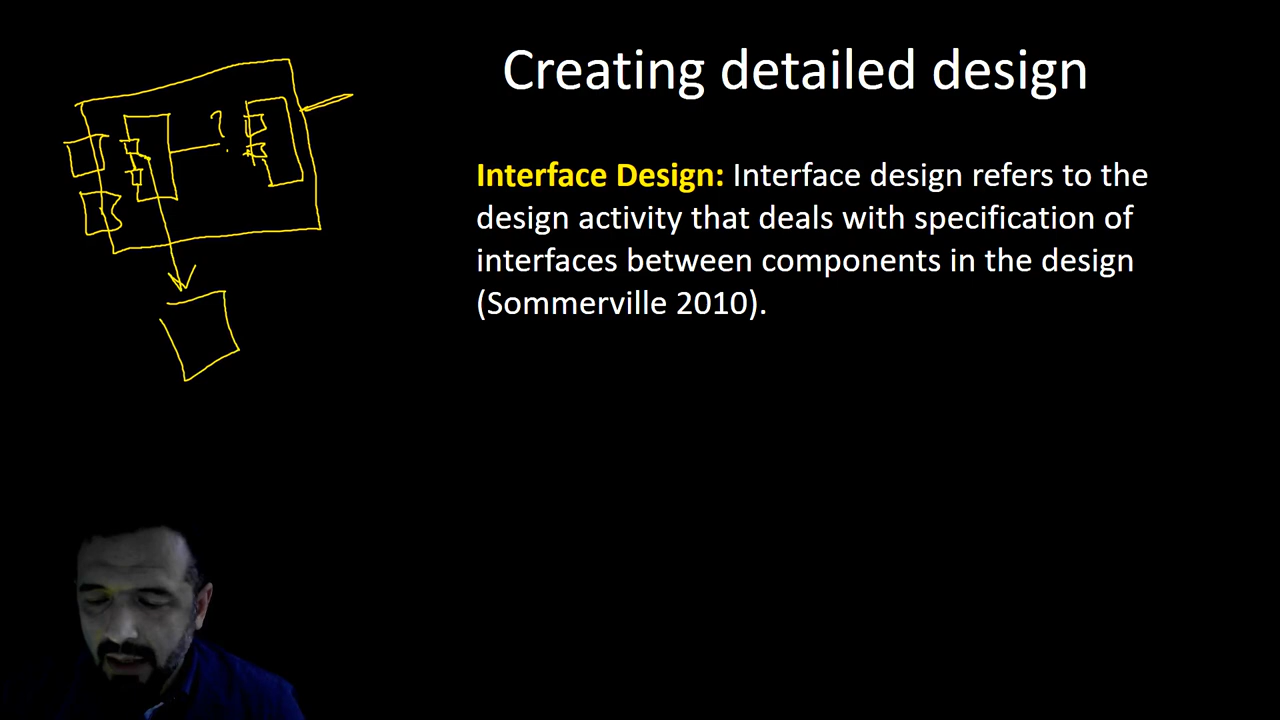 Creating detailed design
?
Interface Design: Interface design refers to the
design activity that deals with specification of
interfaces between components in the design
(Sommerville 2010).